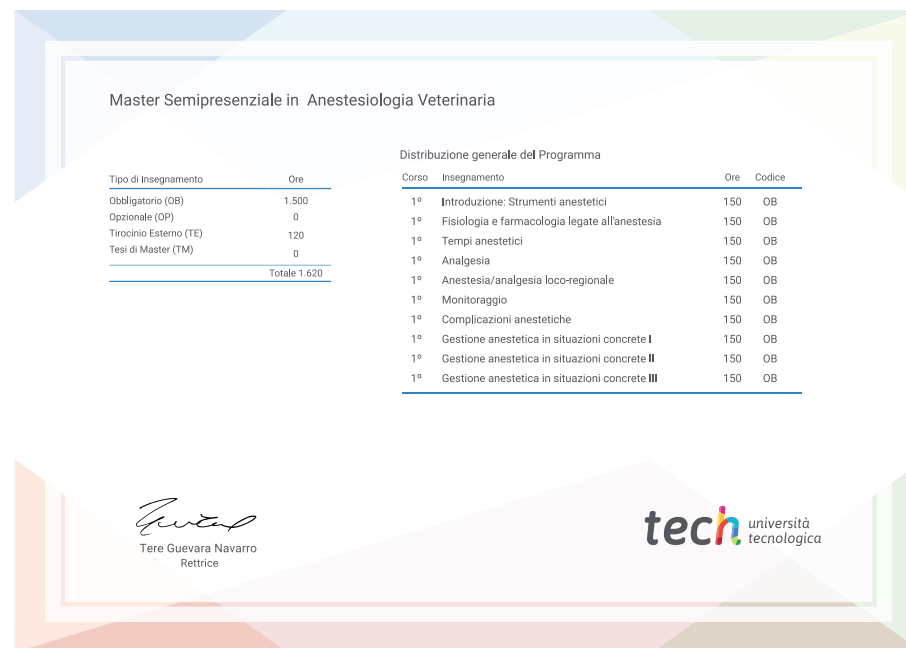 Master Semipresenziale in Anestesiologia Veterinaria
Tipo di Insegnamento Ore
Obbligatorio (OB) 1.500
Opzionale (OP) 0
Tirocinio Esterno (TE) 120
Tesi di Master (TM) 0
Totale 1.620
Distribuzione generale del Programma
Corso Insegnamento Ore Codice
1º Introduzione: Strumenti anestetici 150 OB
1º Fisiologia e farmacologia legate all'anestesia 150 OB
1º Tempi anestetici 150 OB
1º Analgesia 150 OB
1º Anestesia/analgesia loco-regionale 150 OB
1º Monitoraggio 150 OB
1º Complicazioni anestetiche 150 OB
1º Gestione anestetica in situazioni concrete I 150 OB
1º Gestione anestetica in situazioni concrete II 150 OB
1º Gestione anestetica in situazioni concrete III 150 OB
Tere Guevara Navarro
Rettrice
tech università
tecnologica